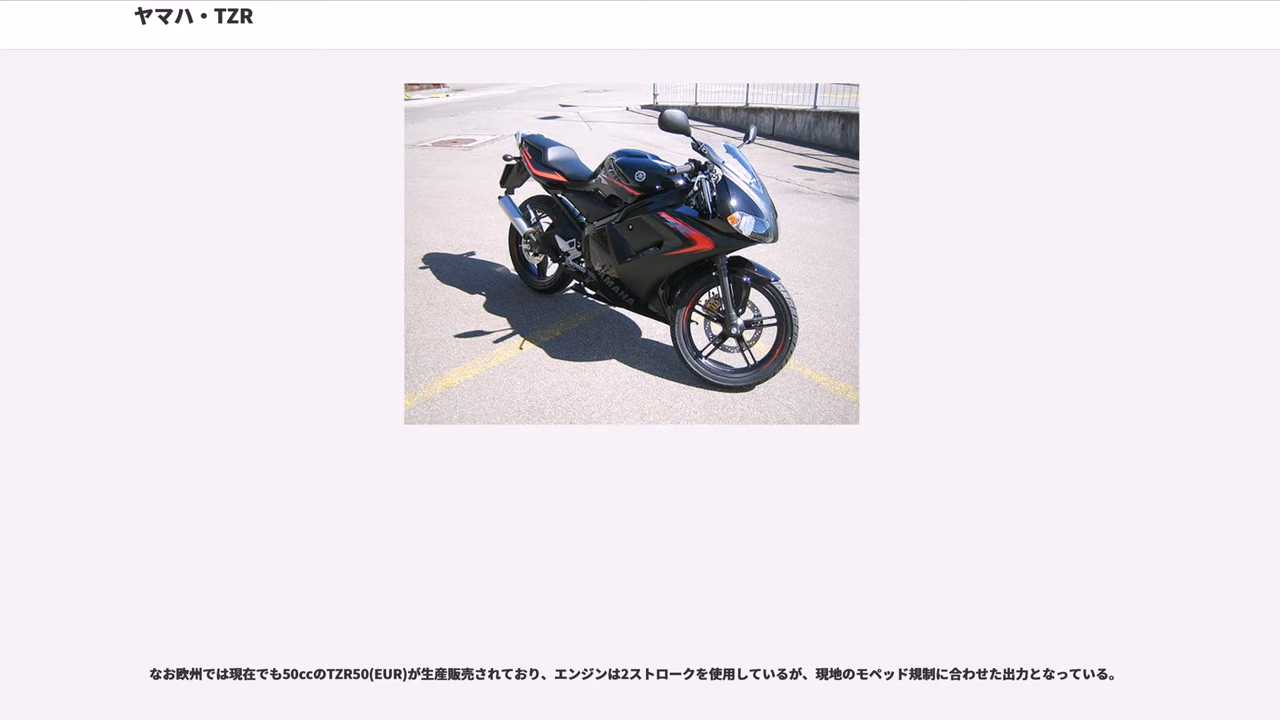 ヤマハ・TZR
YAMAHA
なお欧州では現在でも50ccのTZR50(EUR)が生産販売されており、エンジンは2ストロークを使用しているが、現地のモペッド規制に合わせた出力となっている。